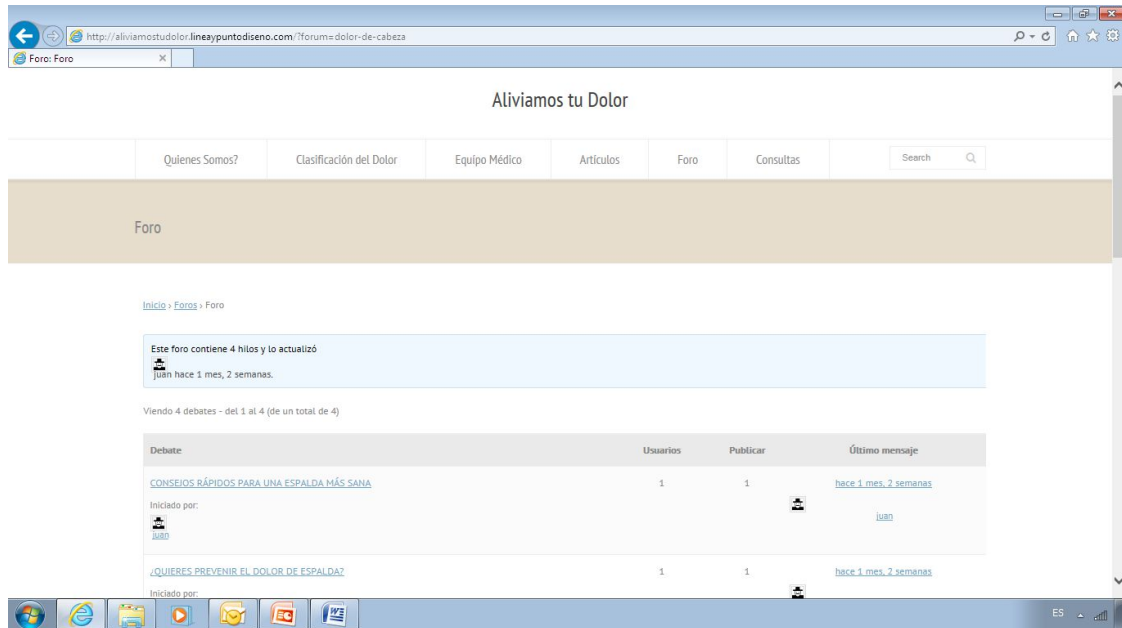 http://aliviamostudolor.lineaypuntodiseno.com/?forum=dolor-de-cabeza
Foro: Foro
Aliviamos tu Dolor
Quienes Somos? Clasificación del Dolor Equipo Médico Artículos Foro Consultas Search
Foro
Inicio › Foros › Foro
Este foro contiene 4 hilos y lo actualizó
juan hace 1 mes, 2 semanas.
Viendo 4 debates - del 1 al 4 (de un total de 4)
Debate Usuarios Publicar Último mensaje
CONSEJOS RÁPIDOS PARA UNA ESPALDA MÁS SANA 1 1 hace 1 mes, 2 semanas
Iniciado por:
juan
juan
¿QUIERES PREVENIR EL DOLOR DE ESPALDA? 1 1 hace 1 mes, 2 semanas
Iniciado por:
ES